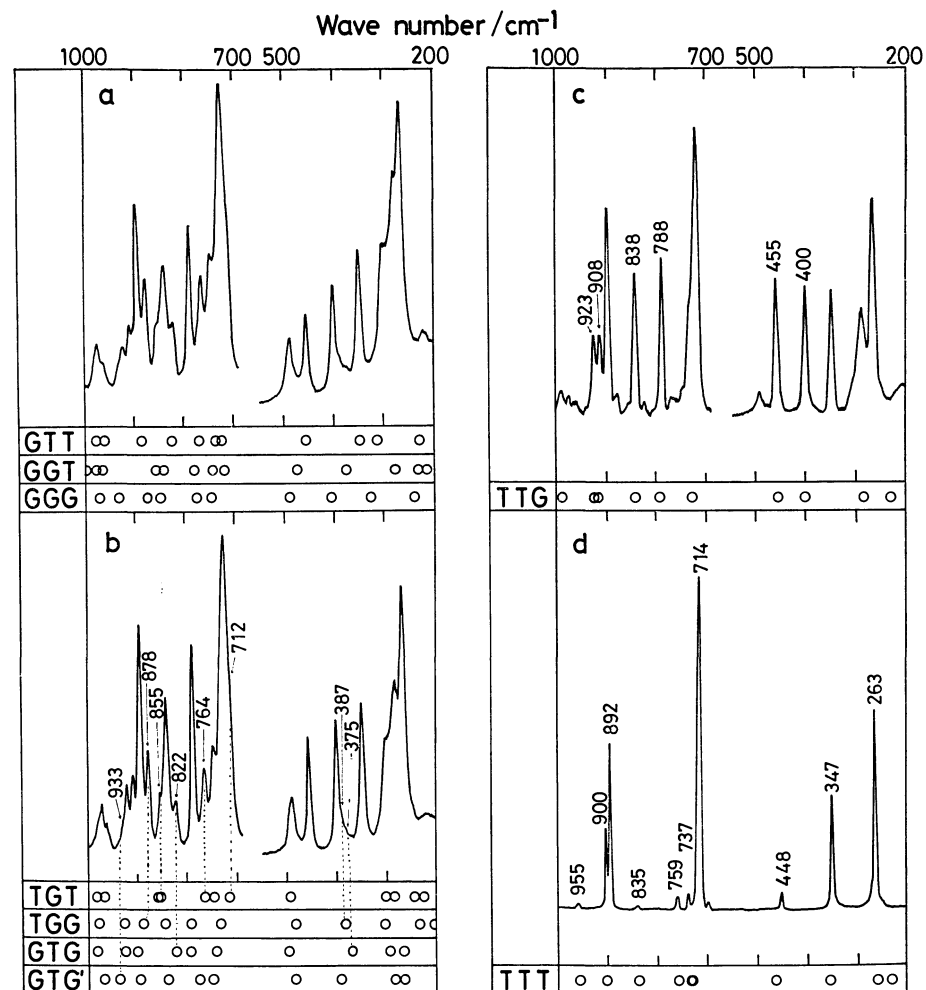 Wave number /cm-1
1000 700 500 200
1000 700 500 200
a
c
923
908
838
788
455
400
GTT
GGT
GGG
TTG
b
d
933
878
855
822
764
712
387
375
955
900
892
835
759
737
714
448
347
263
TGT
TGG
GTG
GTG'
TTT